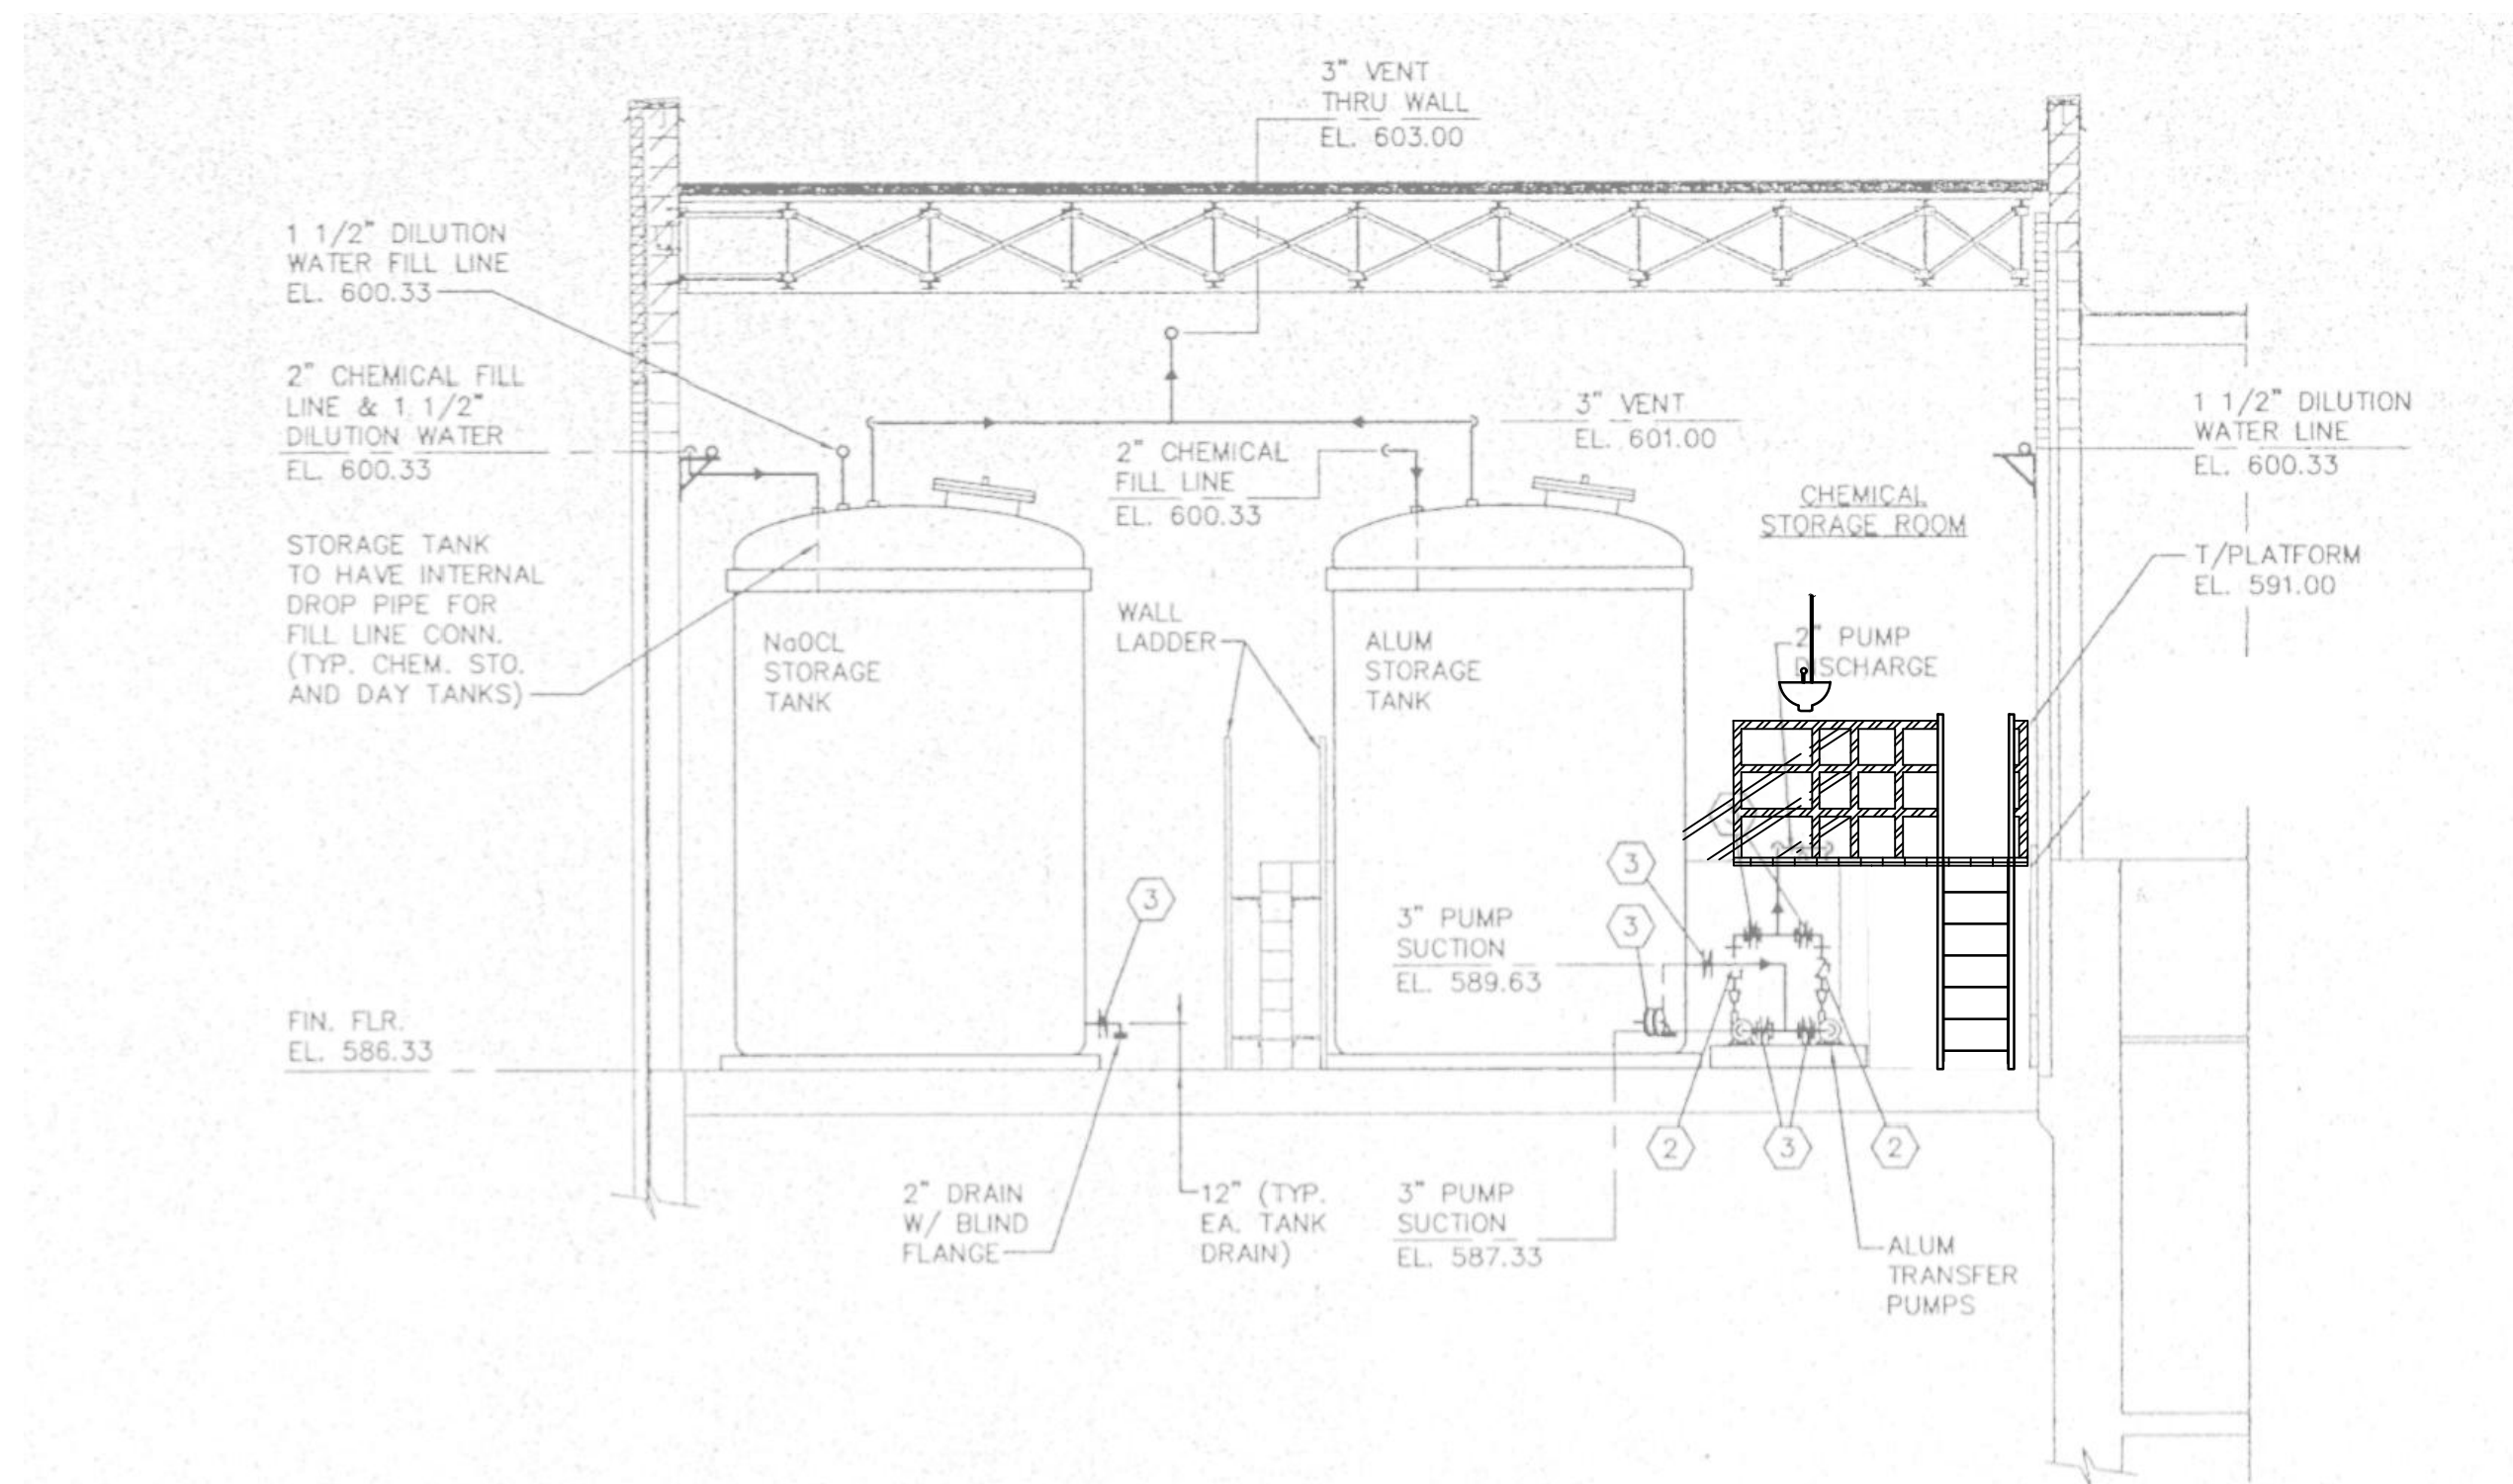 3" VENT
THRU WALL
EL. 603.00
1 1/2" DILUTION
WATER FILL LINE
EL. 600.33
2" CHEMICAL FILL
LINE & 1 1/2"
DILUTION WATER
EL. 600.33
STORAGE TANK
TO HAVE INTERNAL
DROP PIPE FOR
FILL LINE CONN.
(TYP. CHEM. STO.
AND DAY TANKS)
FIN. FLR.
EL. 586.33
NaOCL
STORAGE
TANK
2" CHEMICAL
FILL LINE
EL. 600.33
WALL
LADDER
3" VENT
EL. 601.00
ALUM
STORAGE
TANK
CHEMICAL
STORAGE ROOM
2" PUMP
DISCHARGE
1 1/2" DILUTION
WATER LINE
EL. 600.33
T/PLATFORM
EL. 591.00
3
3
3
3" PUMP
SUCTION
EL. 589.63
2
3
2
2" DRAIN
W/ BLIND
FLANGE
12" (TYP.
EA. TANK
DRAIN)
3" PUMP
SUCTION
EL. 587.33
ALUM
TRANSFER
PUMPS